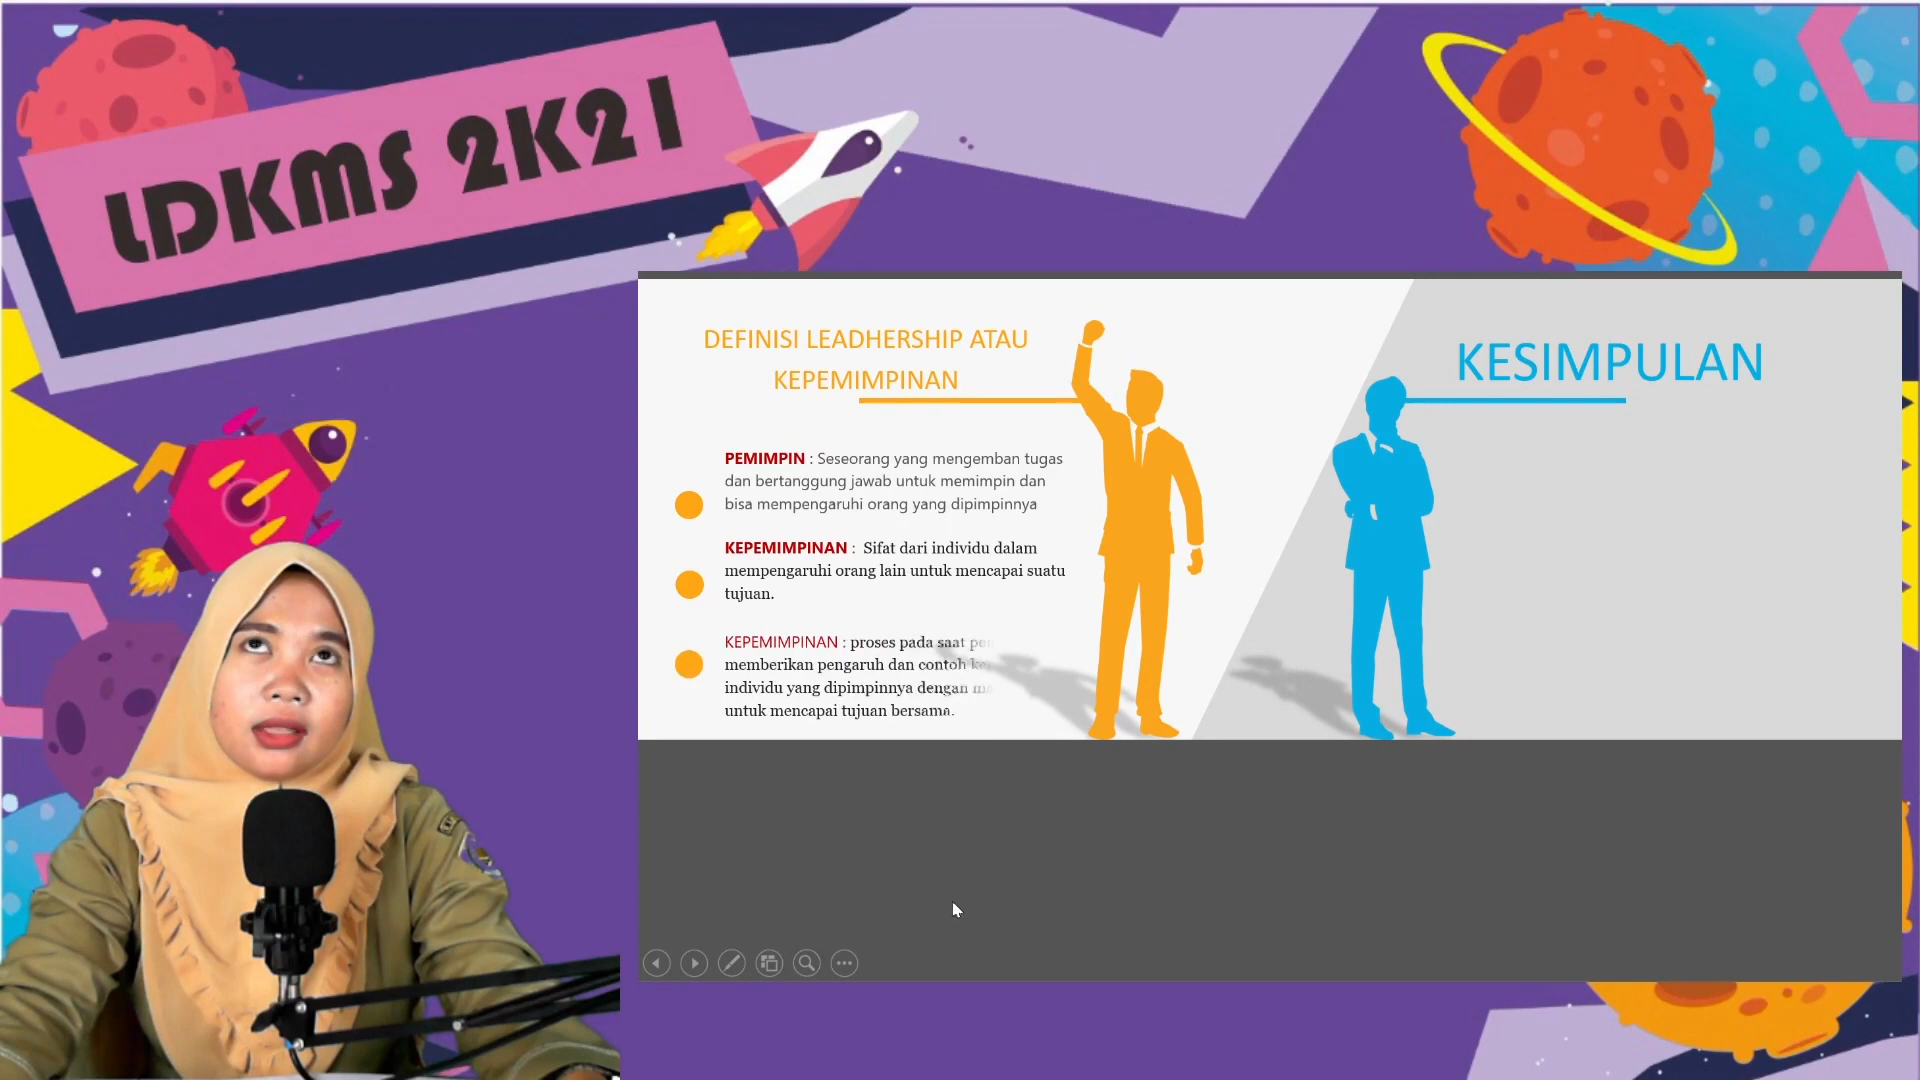 LDKMS 2K21
DEFINISI LEADHERSHIP ATAU
KEPEMIMPINAN
PEMIMPIN : Seseorang yang mengemban tugas
dan bertanggung jawab untuk memimpin dan
bisa mempengaruhi orang yang dipimpinnya
KEPEMIMPINAN : Sifat dari individu dalam
mempengaruhi orang lain untuk mencapai suatu
tujuan.
KEPEMIMPINAN : proses pada saat
memberikan pengaruh dan contoh
individu yang dipimpinnya dengan
untuk mencapai tujuan bersama.
KESIMPULAN